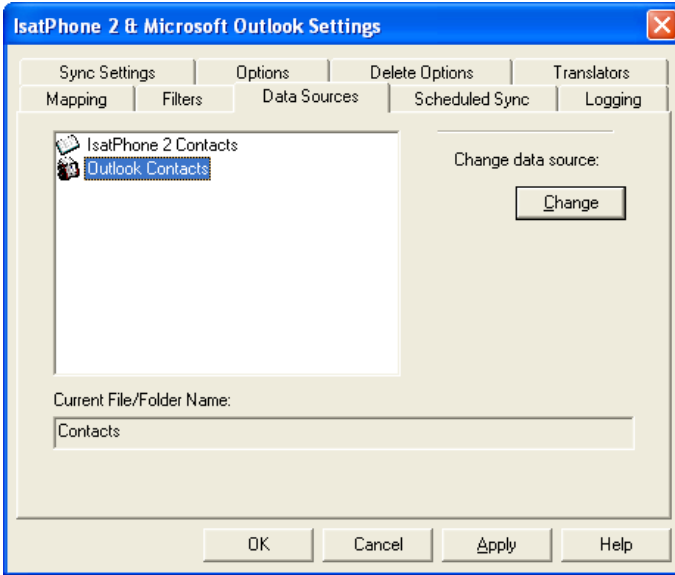 IsatPhone 2 & Microsoft Outlook Settings
Sync Settings Options Delete Options Translators
Mapping Filters Data Sources Scheduled Sync Logging
IsatPhone 2 Contacts
Outlook Contacts
Change data source:
Change
Current File/Folder Name:
Contacts
OK Cancel Apply Help